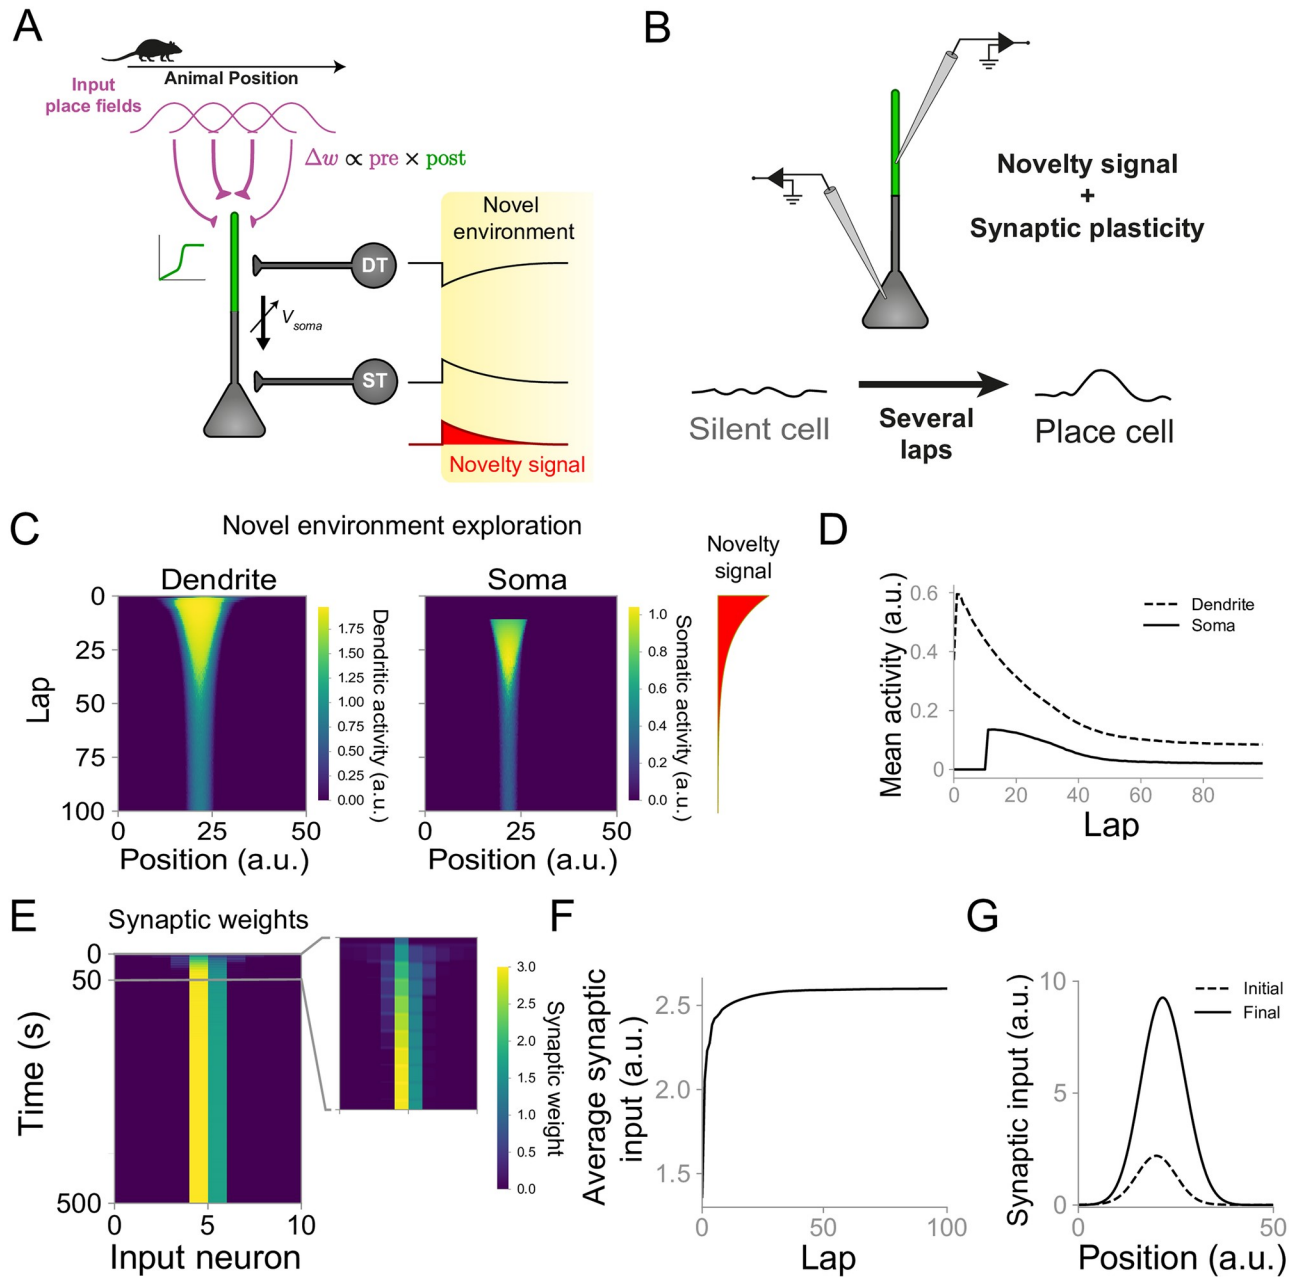 A
Animal Position
Input
place fields
Δw ∝ pre × post
Novel
environment
DT
V soma
ST
Novelty signal
B
Novelty signal
+
Synaptic plasticity
Silent cell
Several
laps
Place cell
C
Novel environment exploration
Dendrite
Soma
Novelty
signal
0
25
50
75
100
Lap
0
25
50
Position (a.u.)
1.75
1.50
1.25
1.00
0.75
0.50
0.25
0.00
Dendritic activity (a.u.)
0
25
50
Position (a.u.)
1.0
0.8
0.6
0.4
0.2
0.0
Somatic activity (a.u.)
D
Mean activity (a.u.)
0.6
0.4
0.2
0
0
20
40
60
80
Lap
Dendrite
Soma
E
Synaptic weights
Time (s)
0
50
500
0
5
10
Input neuron
3.0
2.5
2.0
1.5
1.0
0.5
0.0
Synaptic weight
F
Average synaptic
input (a.u.)
2.5
2.0
1.5
0
50
100
Lap
G
Synaptic input (a.u.)
10
5
0
0
50
Position (a.u.)
Initial
Final